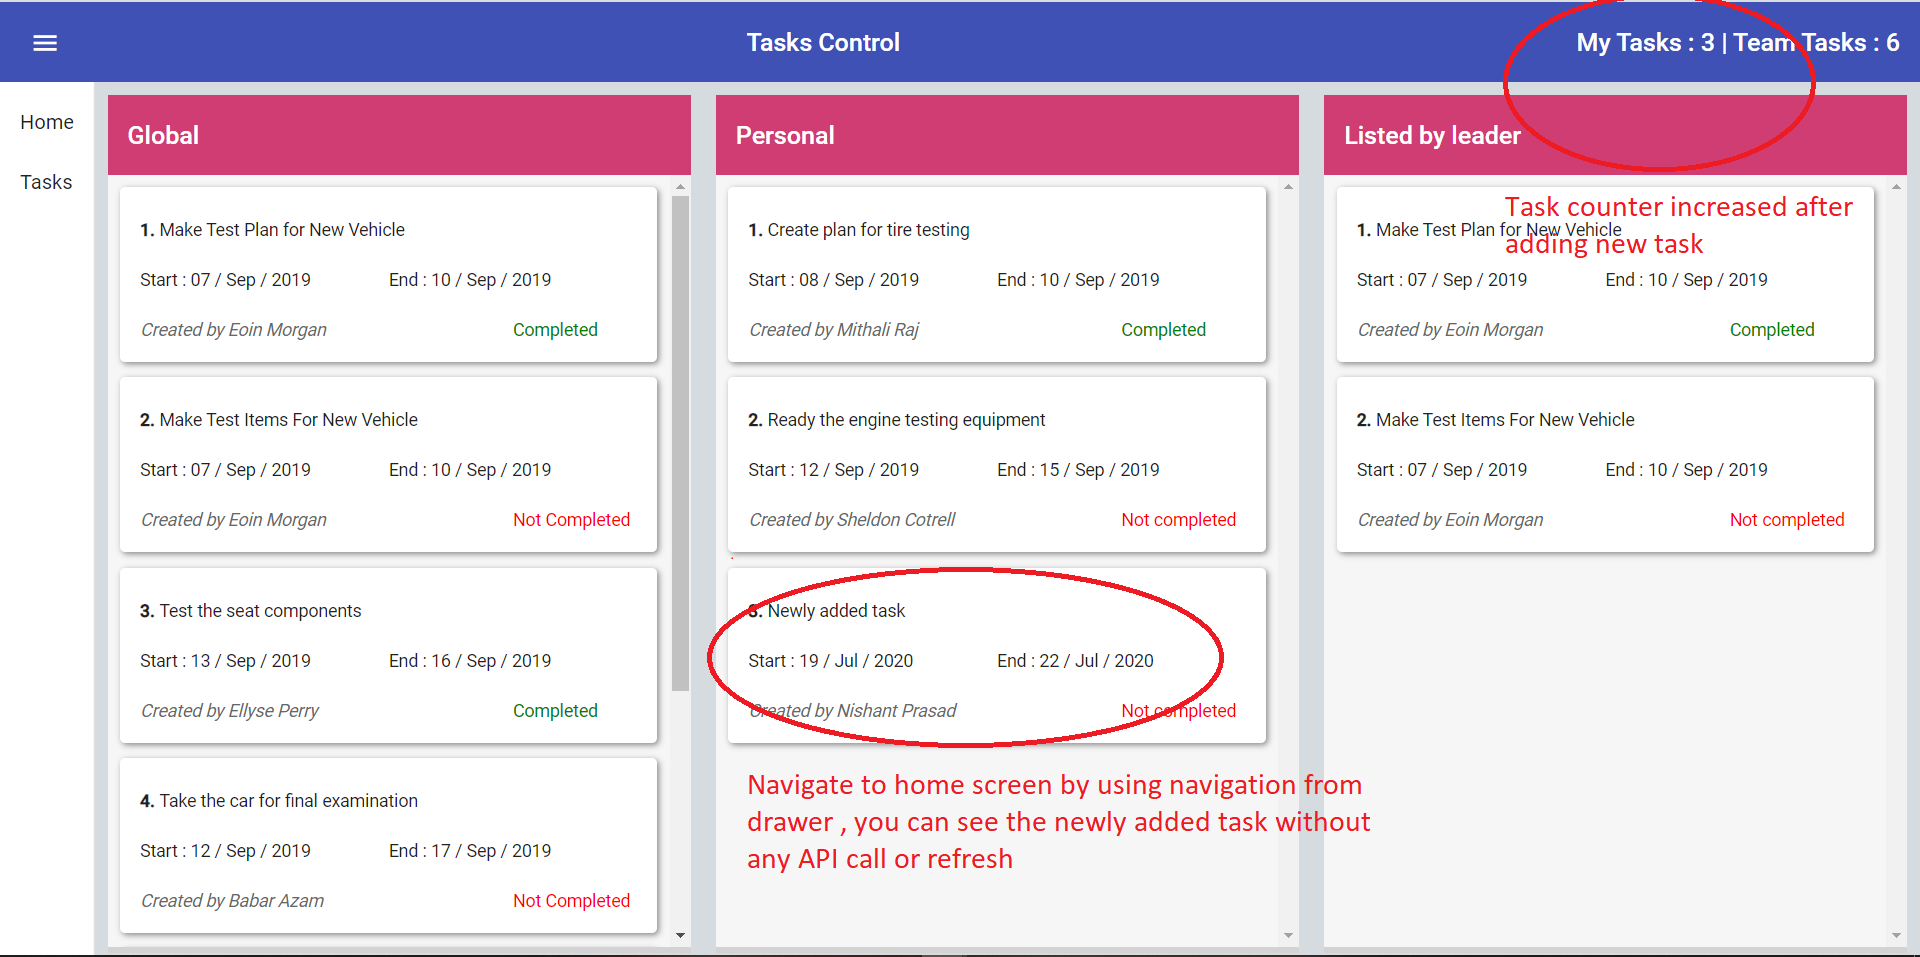 Tasks Control
My Tasks : 3 | Team Tasks : 6
Home
Tasks
Global
1. Make Test Plan for New Vehicle
Start : 07 / Sep / 2019 End : 10 / Sep / 2019
Created by Eoin Morgan Completed
2. Make Test Items For New Vehicle
Start : 07 / Sep / 2019 End : 10 / Sep / 2019
Created by Eoin Morgan Not Completed
3. Test the seat components
Start : 13 / Sep / 2019 End : 16 / Sep / 2019
Created by Ellyse Perry Completed
4. Take the car for final examination
Start : 12 / Sep / 2019 End : 17 / Sep / 2019
Created by Babar Azam Not Completed
Personal
1. Create plan for tire testing
Start : 08 / Sep / 2019 End : 10 / Sep / 2019
Created by Mithali Raj Completed
2. Ready the engine testing equipment
Start : 12 / Sep / 2019 End : 15 / Sep / 2019
Created by Sheldon Cotrell Not completed
3. Newly added task
Start : 19 / Jul / 2020 End : 22 / Jul / 2020
Created by Nishant Prasad Not completed
Navigate to home screen by using navigation from
drawer , you can see the newly added task without
any API call or refresh
Listed by leader
Task counter increased after
adding new task
1. Make Test Plan for New Vehicle
Start : 07 / Sep / 2019 End : 10 / Sep / 2019
Created by Eoin Morgan Completed
2. Make Test Items For New Vehicle
Start : 07 / Sep / 2019 End : 10 / Sep / 2019
Created by Eoin Morgan Not completed